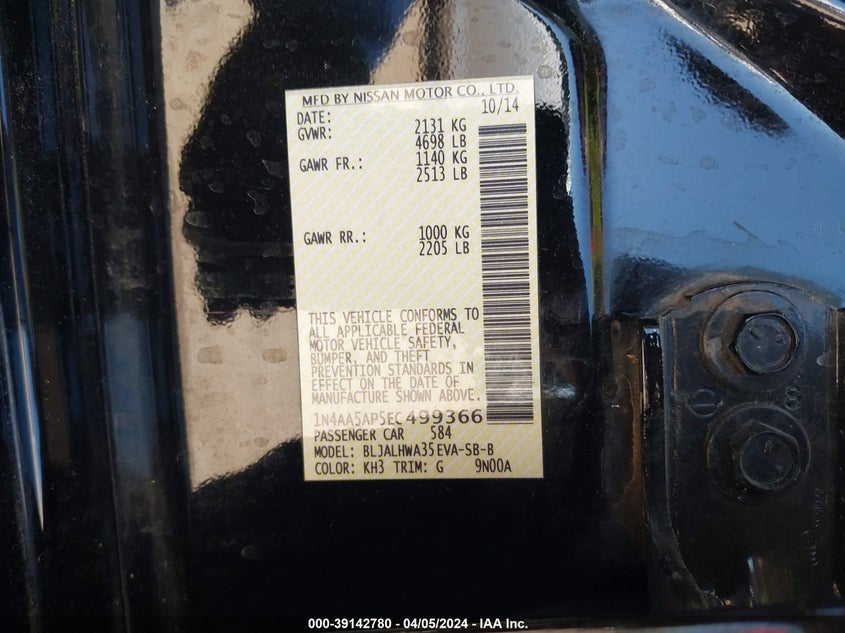 MFD BY NISSAN MOTOR CO., LTD.
DATE: 10/14
GVWR: 2131 KG
4698 LB
GAWR FR.: 1140 KG
2513 LB
GAWR RR.: 1000 KG
2205 LB
THIS VEHICLE CONFORMS TO
ALL APPLICABLE FEDERAL
MOTOR VEHICLE SAFETY,
BUMPER, AND THEFT
PREVENTION STANDARDS IN
EFFECT ON THE DATE OF
MANUFACTURE SHOWN ABOVE.
1N4AA5AP5EC499366
PASSENGER CAR 584
MODEL: BLJALHWA35EVA-SB-B
COLOR: KH3 TRIM: G 9N00A
8
000-39142780 - 04/05/2024 - IAA Inc.